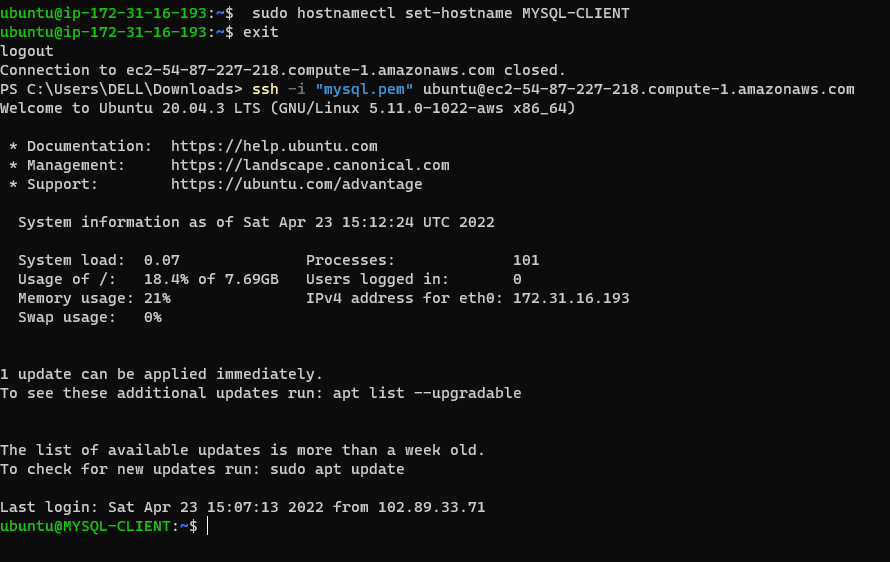 ubuntu@ip-172-31-16-193:~$  sudo hostnamectl set-hostname MYSQL-CLIENT
ubuntu@ip-172-31-16-193:~$ exit
logout
Connection to ec2-54-87-227-218.compute-1.amazonaws.com closed.
PS C:\Users\DELL\Downloads> ssh -i "mysql.pem" ubuntu@ec2-54-87-227-218.compute-1.amazonaws.com
Welcome to Ubuntu 20.04.3 LTS (GNU/Linux 5.11.0-1022-aws x86_64)

 * Documentation:  https://help.ubuntu.com
 * Management:     https://landscape.canonical.com
 * Support:        https://ubuntu.com/advantage

  System information as of Sat Apr 23 15:12:24 UTC 2022

  System load:  0.07              Processes:             101
  Usage of /:   18.4% of 7.69GB   Users logged in:       0
  Memory usage: 21%               IPv4 address for eth0: 172.31.16.193
  Swap usage:   0%


1 update can be applied immediately.
To see these additional updates run: apt list --upgradable


The list of available updates is more than a week old.
To check for new updates run: sudo apt update

Last login: Sat Apr 23 15:07:13 2022 from 102.89.33.71
ubuntu@MYSQL-CLIENT:~$